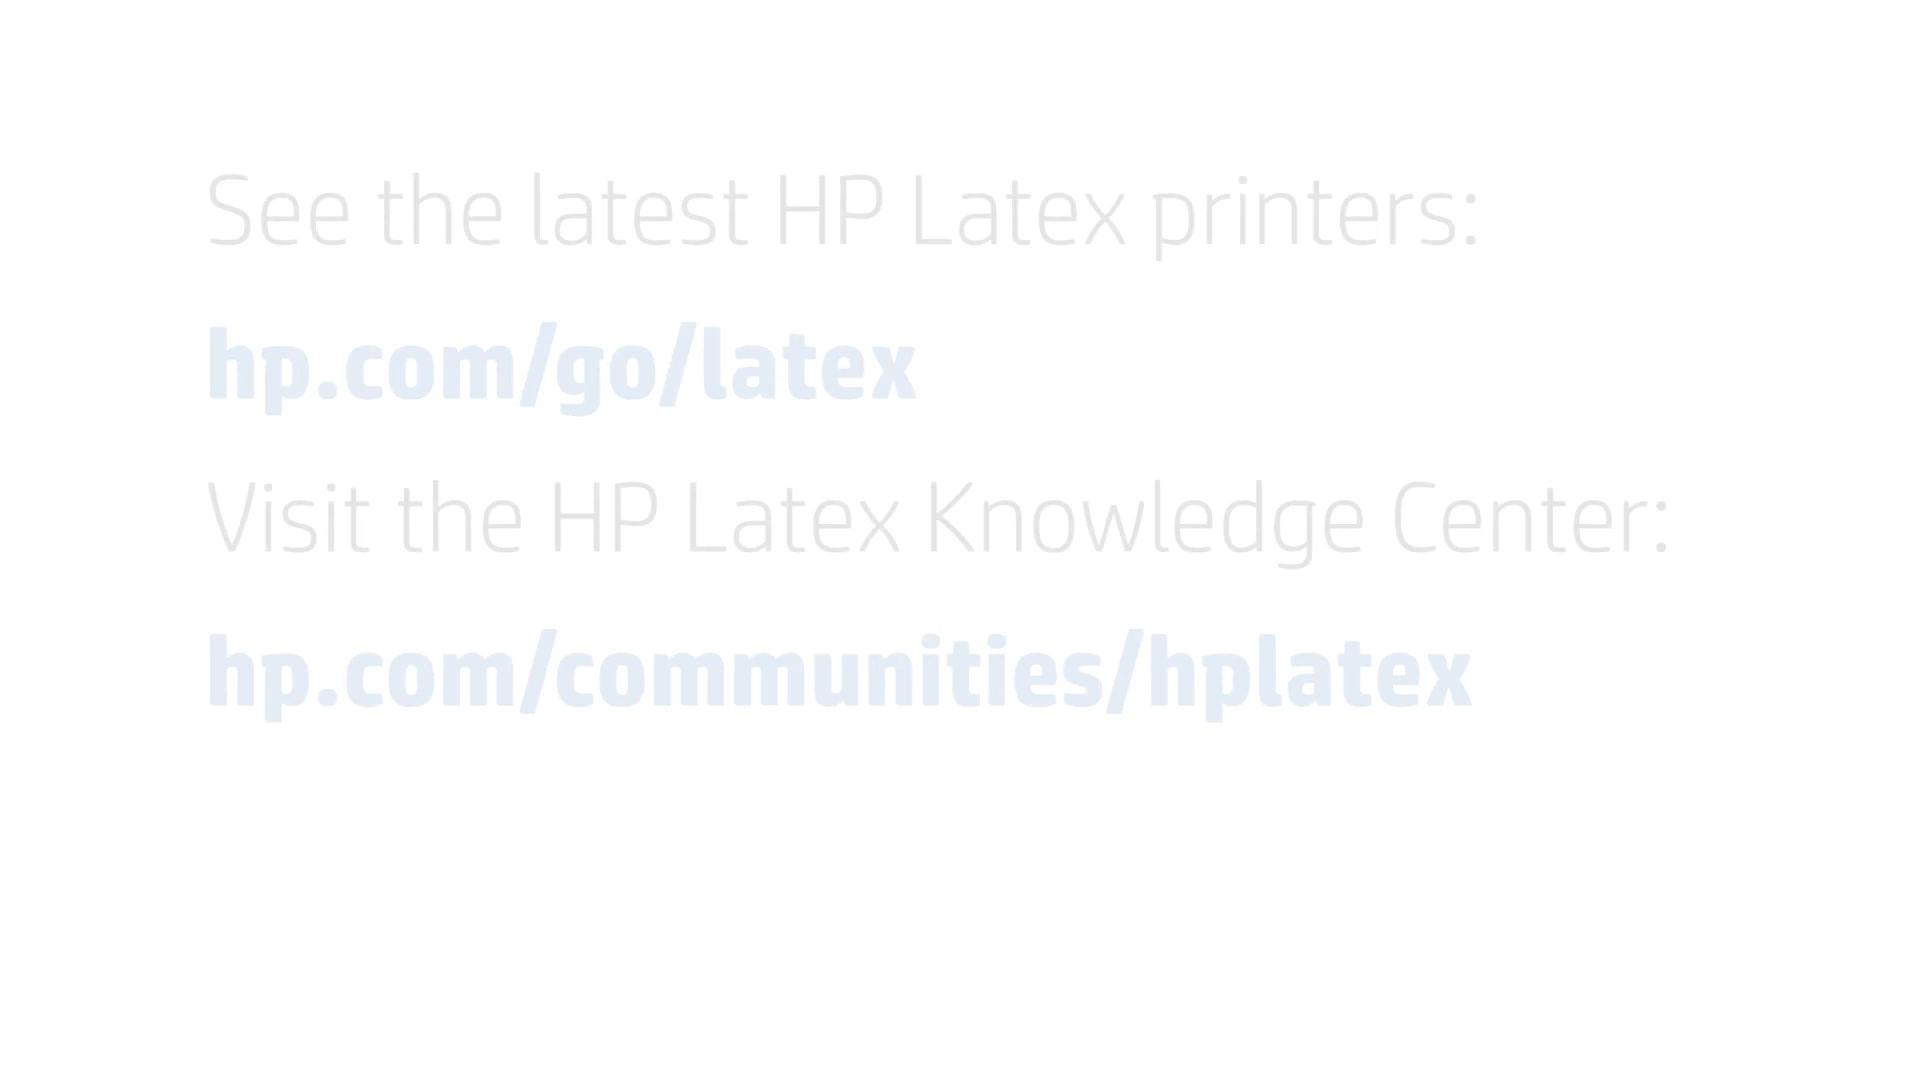 See the latest HP Latex printers:
hp.com/go/latex
Visit the HP Latex Knowledge Center:
hp.com/communities/hplatex